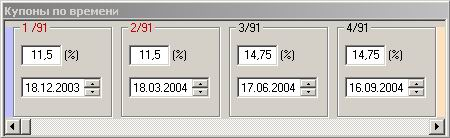 Купоны по времени
1 /91 2/91 3/91 4/91
11,5 (%) 11,5 (%) 14,75 (%) 14,75 (%)
18.12.2003 18.03.2004 17.06.2004 16.09.2004